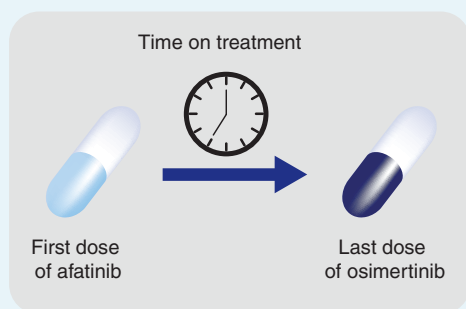 Time on treatment
First dose
of afatinib
Last dose
of osimertinib